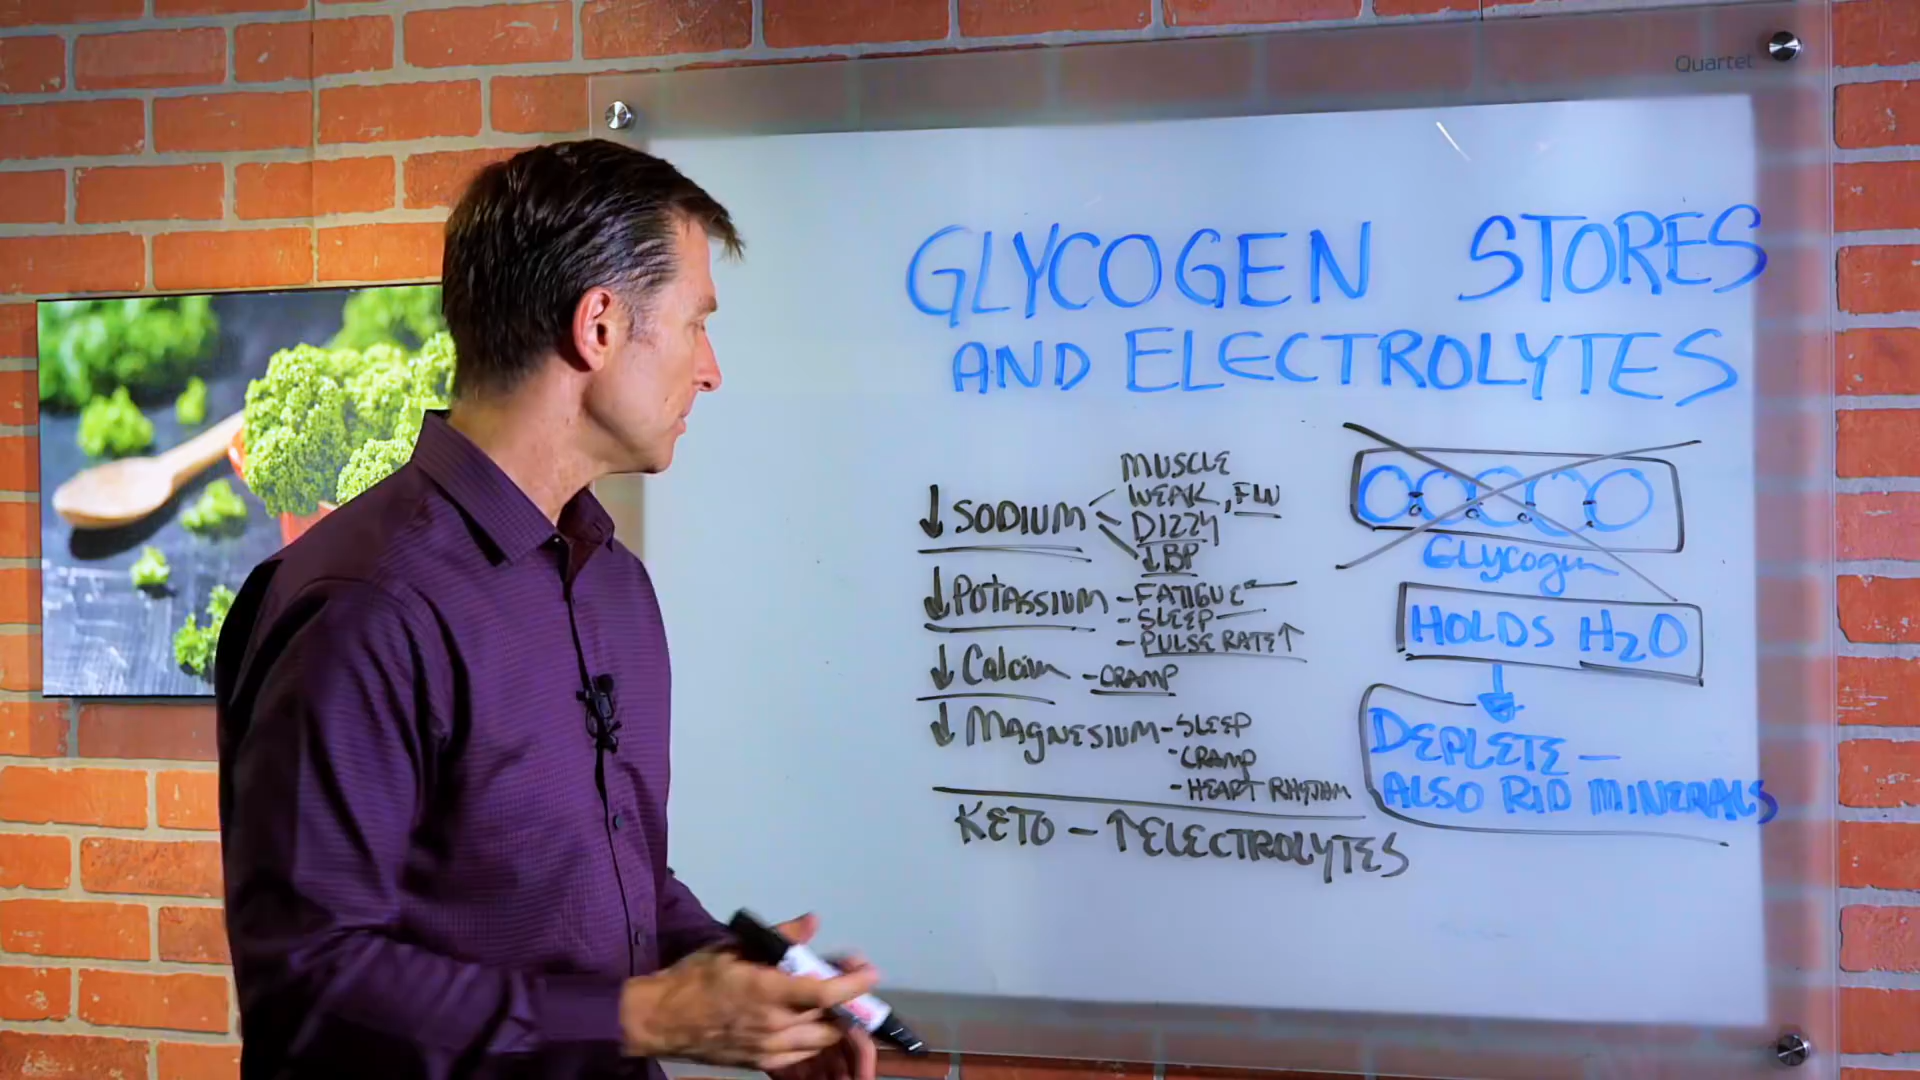 Quartet
GLYCOGEN STORES
AND ELECTROLYTES
↓ SODIUM
MUSCLE
WEAK, FLU
DIZZY
↓BP
↓ POTASSIUM - FATIGUE
- SLEEP
- PULSE RATE ↑
↓ Calcium - CRAMP
↓ MAGNESIUM - SLEEP
- CRAMP
- HEART RHYTHM
KETO - ↑ ELECTROLYTES
Glycogen
HOLDS H2O
DEPLETE -
ALSO RID MINERALS